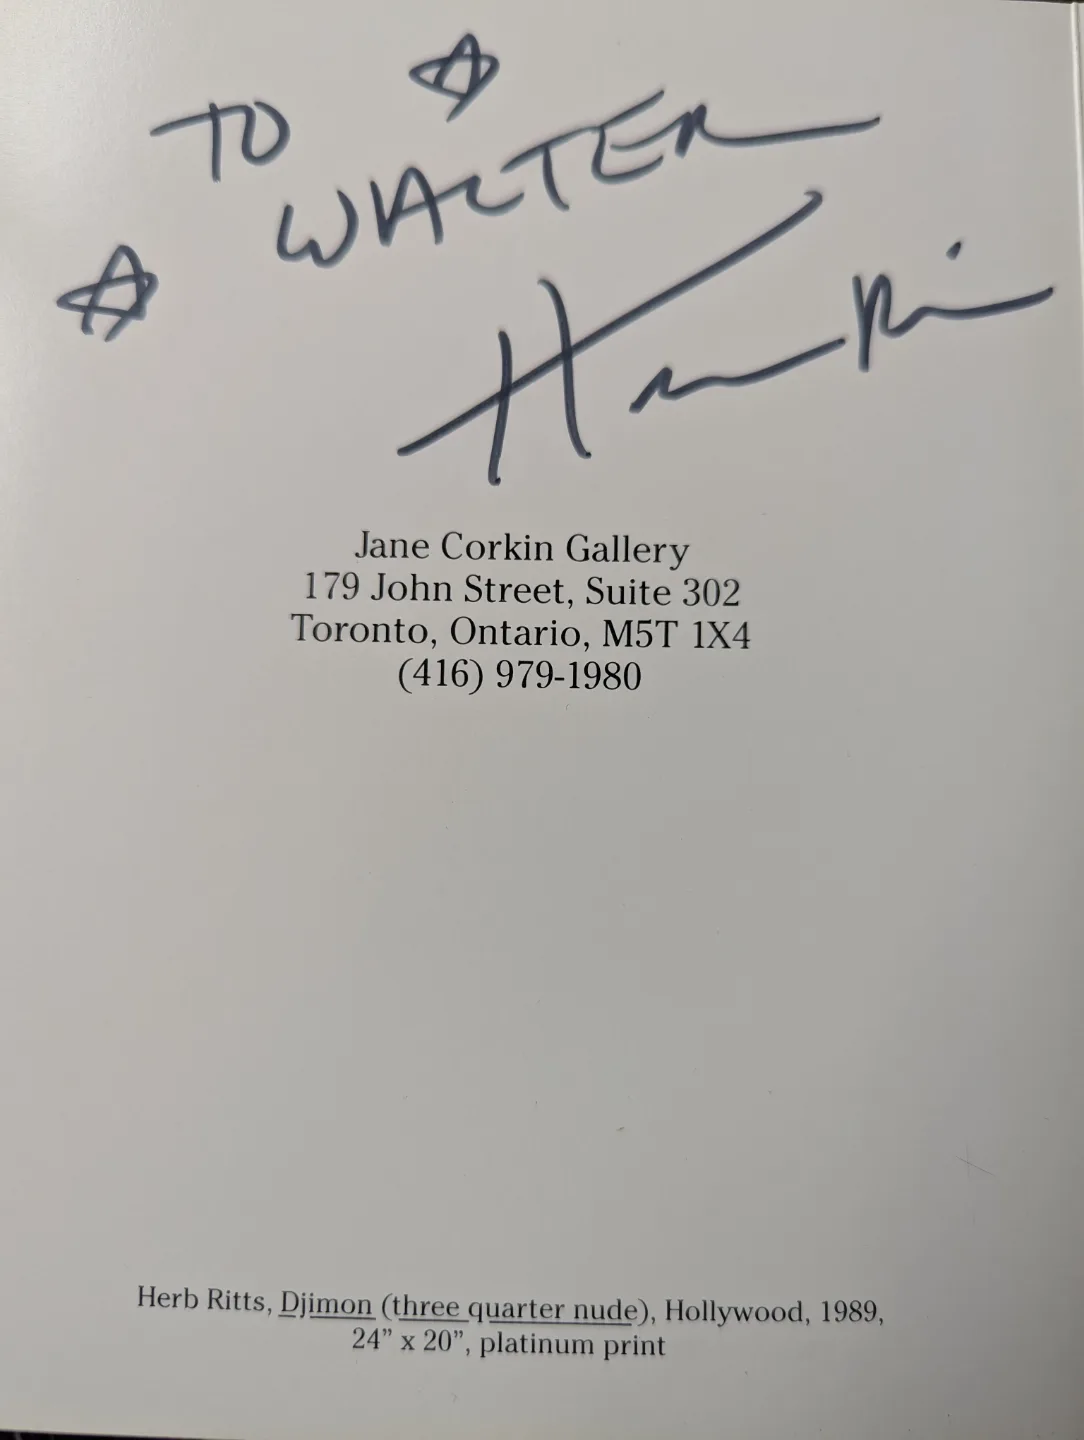 TO
WALTER
Jane Corkin Gallery
179 John Street, Suite 302
Toronto, Ontario, M5T 1X4
(416) 979-1980
Herb Ritts, Djimon (three quarter nude), Hollywood, 1989,
24” x 20”, platinum print